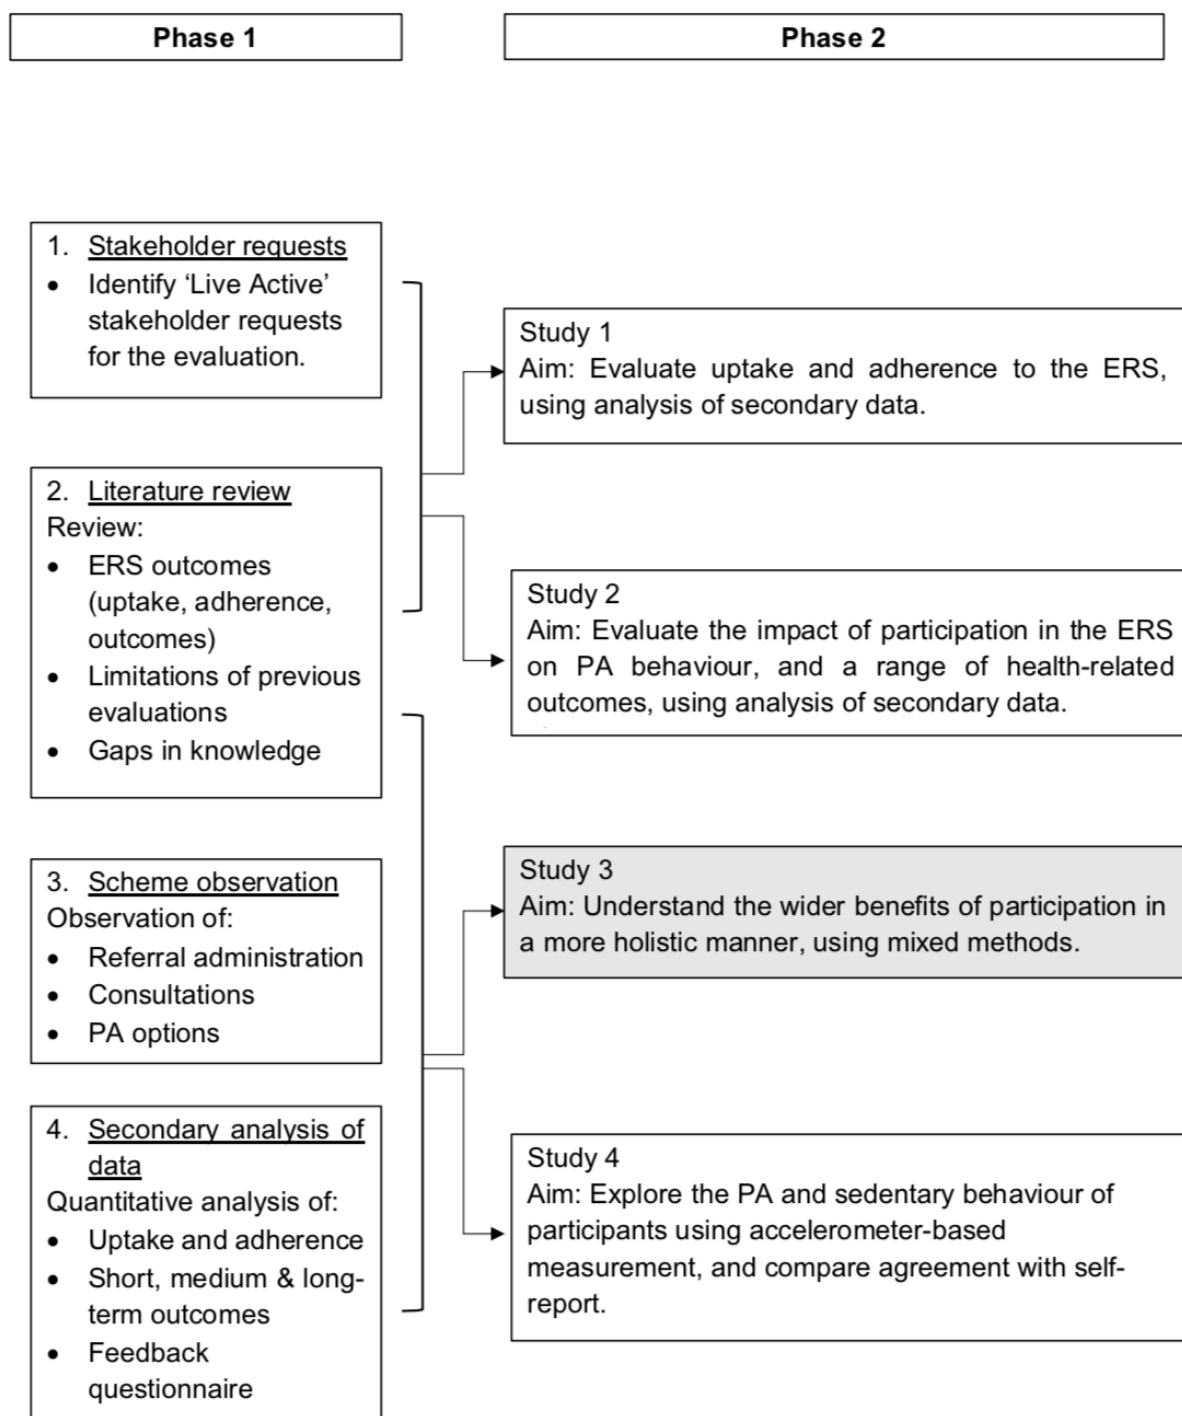 Phase 1
Phase 2
1. Stakeholder requests
• Identify ‘Live Active’
stakeholder requests
for the evaluation.
2. Literature review
Review:
• ERS outcomes
(uptake, adherence,
outcomes)
• Limitations of previous
evaluations
• Gaps in knowledge
3. Scheme observation
Observation of:
• Referral administration
• Consultations
• PA options
4. Secondary analysis of
data
Quantitative analysis of:
• Uptake and adherence
• Short, medium & long-
term outcomes
• Feedback
questionnaire
Study 1
Aim: Evaluate uptake and adherence to the ERS,
using analysis of secondary data.
Study 2
Aim: Evaluate the impact of participation in the ERS
on PA behaviour, and a range of health-related
outcomes, using analysis of secondary data.
Study 3
Aim: Understand the wider benefits of participation in
a more holistic manner, using mixed methods.
Study 4
Aim: Explore the PA and sedentary behaviour of
participants using accelerometer-based
measurement, and compare agreement with self-
report.